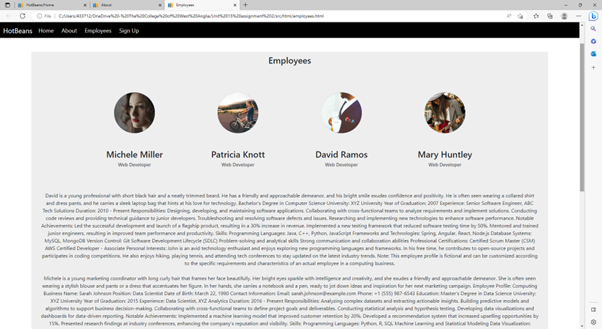 HotBeans/Home
About
Employees
C:/Users/433712/OneDrive%20-%20The%20College%20of%20West%20Anglia/Unit%2015%20assignment%202/src/html/employees.html
HotBeans Home About Employees Sign Up
Employees
Michele Miller Patricia Knott David Ramos Mary Huntley
Web Developer Web Developer Web Developer Web Developer
David is a young professional with short black hair and a neatly trimmed beard. He has a friendly and approachable demeanor, and his bright smile exudes confidence and positivity. He is often seen wearing a collared shirt
and dress pants, and he carries a sleek laptop bag that hints at his love for technology. Bachelor's Degree in Computer Science University: XYZ University Year of Graduation: 2007 Experience: Senior Software Engineer, ABC
Tech Solutions Duration: 2010 - Present Responsibilities: Designing, developing, and maintaining software applications. Collaborating with cross-functional teams to analyze requirements and implement solutions. Conducting
code reviews and providing technical guidance to junior developers. Troubleshooting and resolving software defects and issues. Researching and implementing new technologies to enhance software performance. Notable
Achievements: Led the successful development and launch of a flagship product, resulting in a 30% increase in revenue. Implemented a new testing framework that reduced software testing time by 50%. Mentored and trained
junior engineers, resulting in improved team performance and productivity. Skills: Programming Languages: Java, C++, Python, JavaScript Frameworks and Technologies: Spring, Angular, React, Node.js Database Systems:
MySQL, MongoDB Version Control: Git Software Development Lifecycle (SDLC) Problem-solving and analytical skills Strong communication and collaboration abilities Professional Certifications: Certified Scrum Master (CSM)
AWS Certified Developer - Associate Personal Interests: John is an avid technology enthusiast and enjoys exploring new programming languages and frameworks. In his free time, he contributes to open-source projects and
participates in coding competitions. He also enjoys hiking, playing tennis, and attending tech conferences to stay updated on the latest industry trends. Note: This employee profile is fictional and can be customized according
to the specific requirements and characteristics of an actual employee in a computing business.
Michele is a young marketing coordinator with long curly hair that frames her face beautifully. Her bright eyes sparkle with intelligence and creativity, and she exudes a friendly and approachable demeanor. She is often seen
wearing a stylish blouse and pants or a dress that accentuates her figure. In her hands, she carries a notebook and a pen, ready to jot down ideas and inspiration for her next marketing campaign. Employee Profile: Computing
Business Name: Sarah Johnson Position: Data Scientist Date of Birth: March 22, 1990 Contact Information: Email: sarah.johnson@example.com Phone: +1 (555) 987-6543 Education: Master's Degree in Data Science University:
XYZ University Year of Graduation: 2015 Experience: Data Scientist, XYZ Analytics Duration: 2016 - Present Responsibilities: Analyzing complex datasets and extracting actionable insights. Building predictive models and
algorithms to support business decision-making. Collaborating with cross-functional teams to define project goals and deliverables. Conducting statistical analysis and hypothesis testing. Developing data visualizations and
dashboards for data-driven reporting. Notable Achievements: Implemented a machine learning model that improved customer retention by 20%. Developed a recommendation system that increased upselling opportunities by
15%. Presented research findings at industry conferences, enhancing the company's reputation and visibility. Skills: Programming Languages: Python, R, SQL Machine Learning and Statistical Modeling Data Visualization: